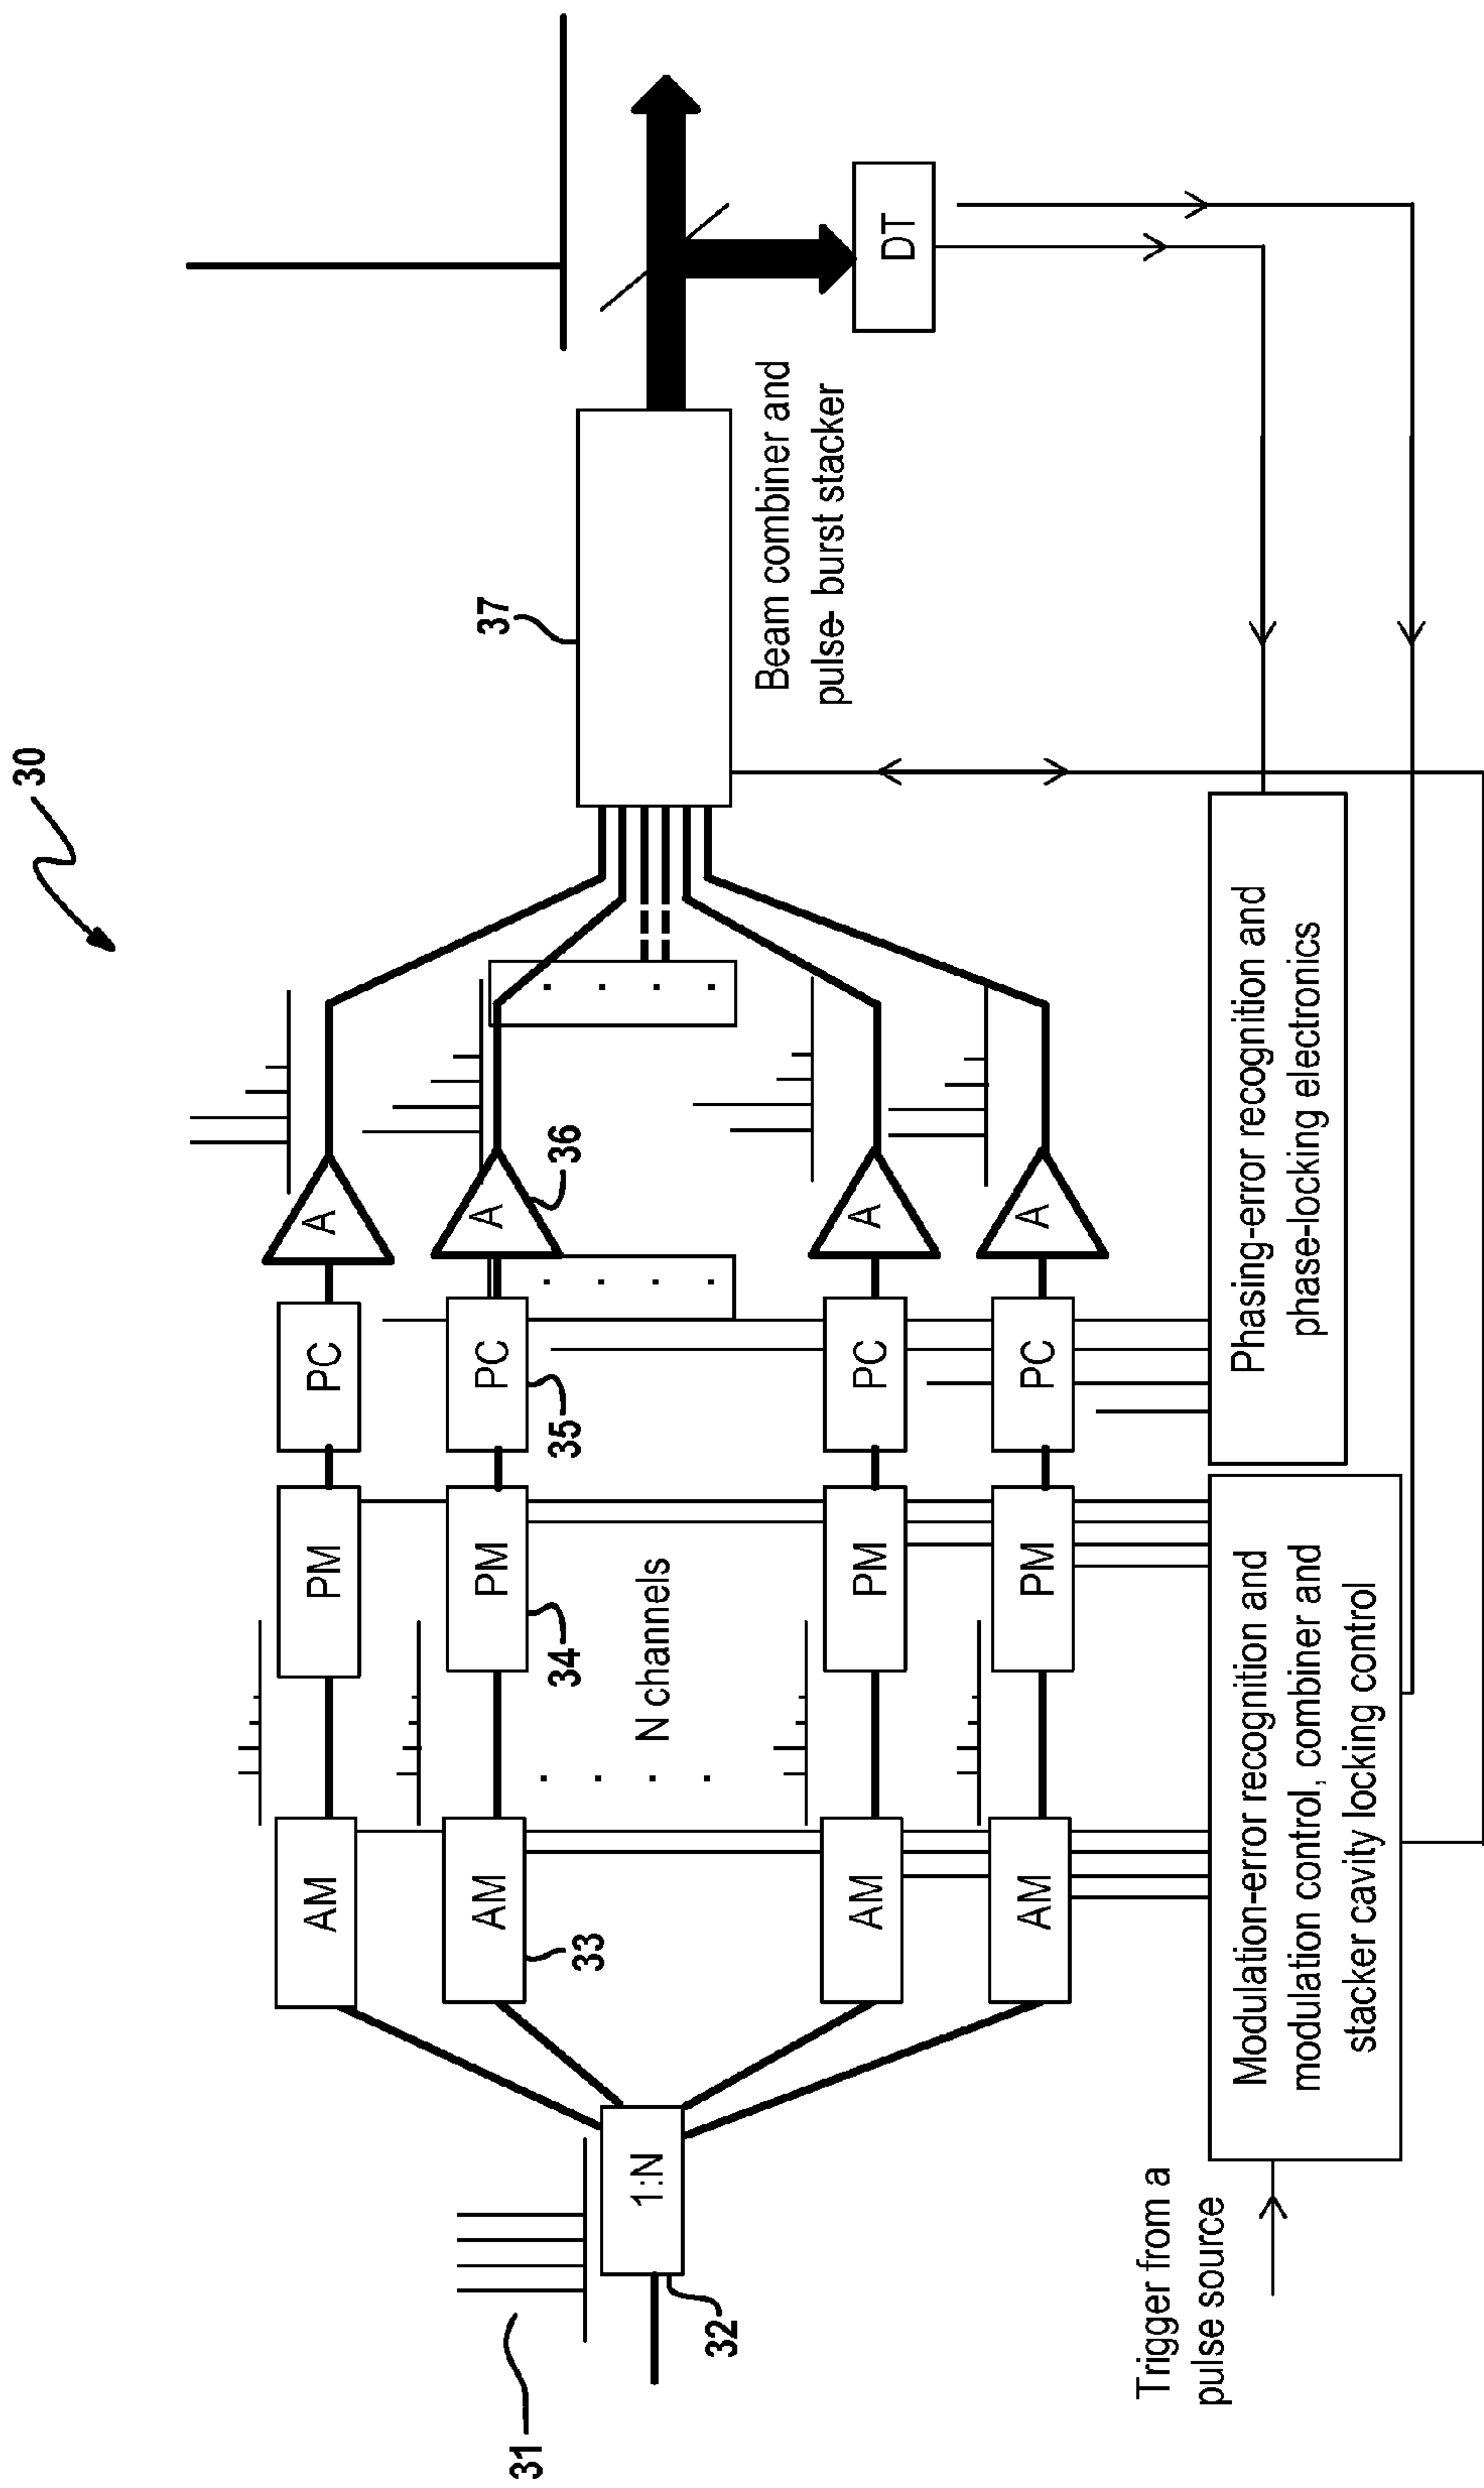 30
31
32
1:N
AM
AM
33
AM
AM
N channels
PM
PM
34
PM
PM
PC
PC
35
PC
PC
A
A
36
A
A
37
Beam combiner and
pulse- burst stacker
DT
Trigger from a
pulse source
Modulation-error recognition and
modulation control, combiner and
stacker cavity locking control
Phasing-error recognition and
phase-locking electronics